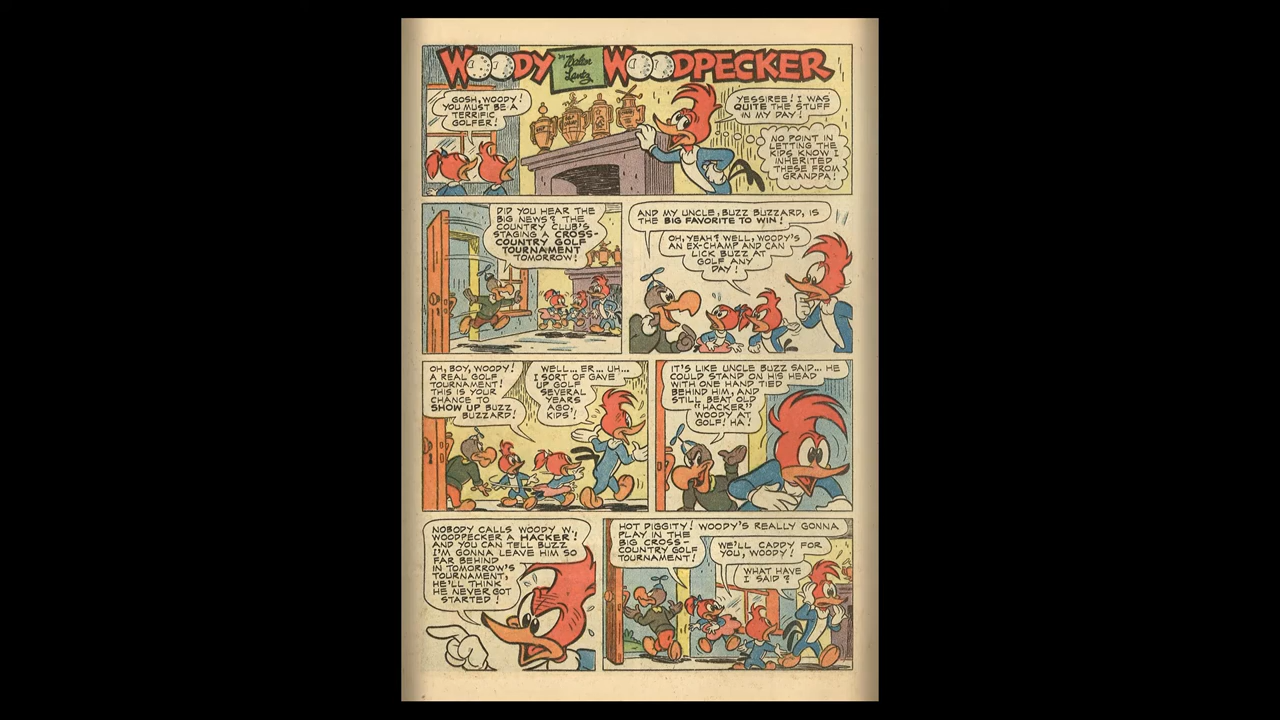 WOODY WOODPECKER
by Walter Lantz
GOSH, WOODY!
YOU MUST BE A
TERRIFIC
GOLFER!
YESSIREE! I WAS
QUITE THE STUFF
IN MY DAY!
NO POINT IN
LETTING THE
KIDS KNOW I
INHERITED
THESE FROM
GRANDPA!
DID YOU HEAR THE
BIG NEWS? THE
COUNTRY CLUB'S
STAGING A CROSS-
COUNTRY GOLF
TOURNAMENT
TOMORROW!
AND MY UNCLE, BUZZ BUZZARD, IS
THE BIG FAVORITE TO WIN!
OH, YEAH? WELL, WOODY'S
AN EX-CHAMP AND CAN
LICK BUZZ AT
GOLF ANY
DAY!
OH, BOY, WOODY!
A REAL GOLF
TOURNAMENT!
THIS IS YOUR
CHANCE TO
SHOW UP BUZZ
BUZZARD!
WELL... ER... UH...
I SORT OF GAVE
UP GOLF
SEVERAL
YEARS
AGO,
KIDS!
IT'S LIKE UNCLE BUZZ SAID... HE
COULD STAND ON HIS HEAD
WITH ONE HAND TIED
BEHIND HIM, AND
STILL BEAT OLD
"HACKER"
WOODY AT
GOLF! HA!
NOBODY CALLS WOODY W.
WOODPECKER A HACKER!
AND YOU CAN TELL BUZZ
I'M GONNA LEAVE HIM SO
FAR BEHIND
IN TOMORROW'S
TOURNAMENT,
HE'LL THINK
HE NEVER GOT
STARTED!
HOT DIGGITY! WOODY'S REALLY GONNA
PLAY IN THE
BIG CROSS-
COUNTRY GOLF
TOURNAMENT!
WE'LL CADDY FOR
YOU, WOODY!
WHAT HAVE
I SAID?